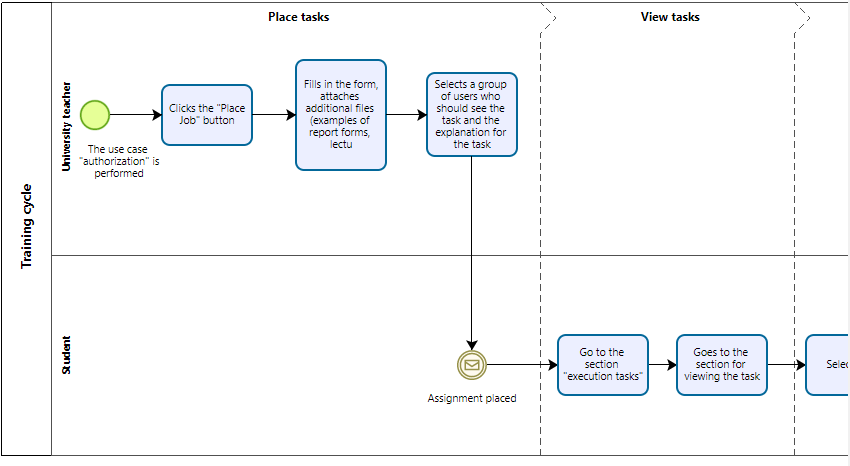 Place tasks
View tasks
Training cycle
University teacher
The use case
"authorization" is
performed
Clicks the "Place
Job" button
Fills in the form,
attaches
additional files
(examples of
report forms,
lectu
Selects a group
of users who
should see the
task and the
explanation for
the task
Student
Assignment placed
Go to the
section
"execution tasks"
Goes to the
section for
viewing the task
Selec